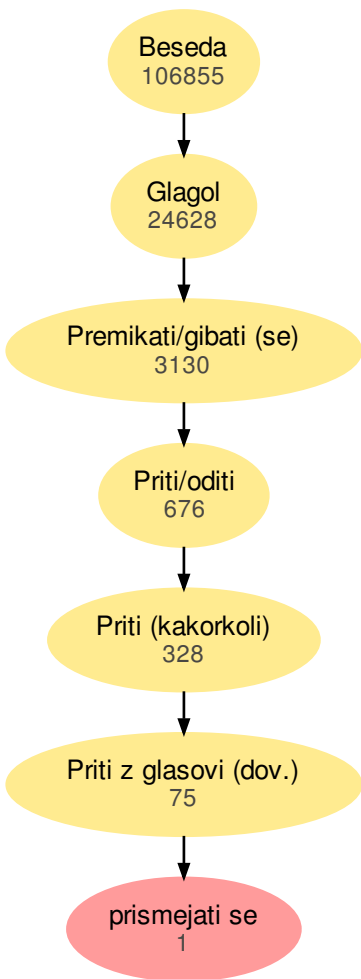 Beseda
106855
Glagol
24628
Premikati/gibati (se)
3130
Priti/oditi
676
Priti (kakorkoli)
328
Priti z glasovi (dov.)
75
prismejati se
1